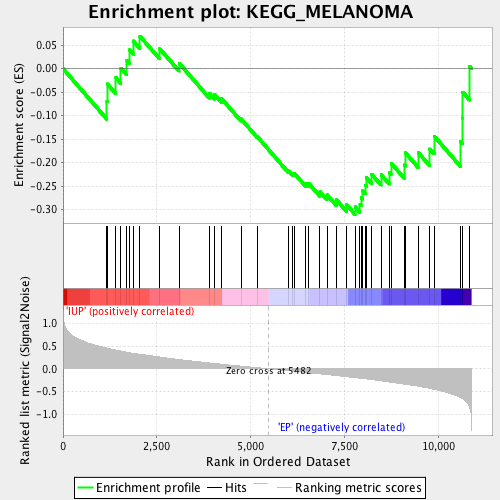 Enrichment plot: KEGG_MELANOMA
Enrichment score (ES)
0.05
0.00
-0.05
-0.10
-0.15
-0.20
-0.25
-0.30
'IUP' (positively correlated)
Ranked list metric (Signal2Noise)
1.0
0.5
0.0
-0.5
-1.0
Zero cross at 5482
'EP' (negatively correlated)
0 2,500 5,000 7,500 10,000
Rank in Ordered Dataset
Enrichment profile Hits Ranking metric scores